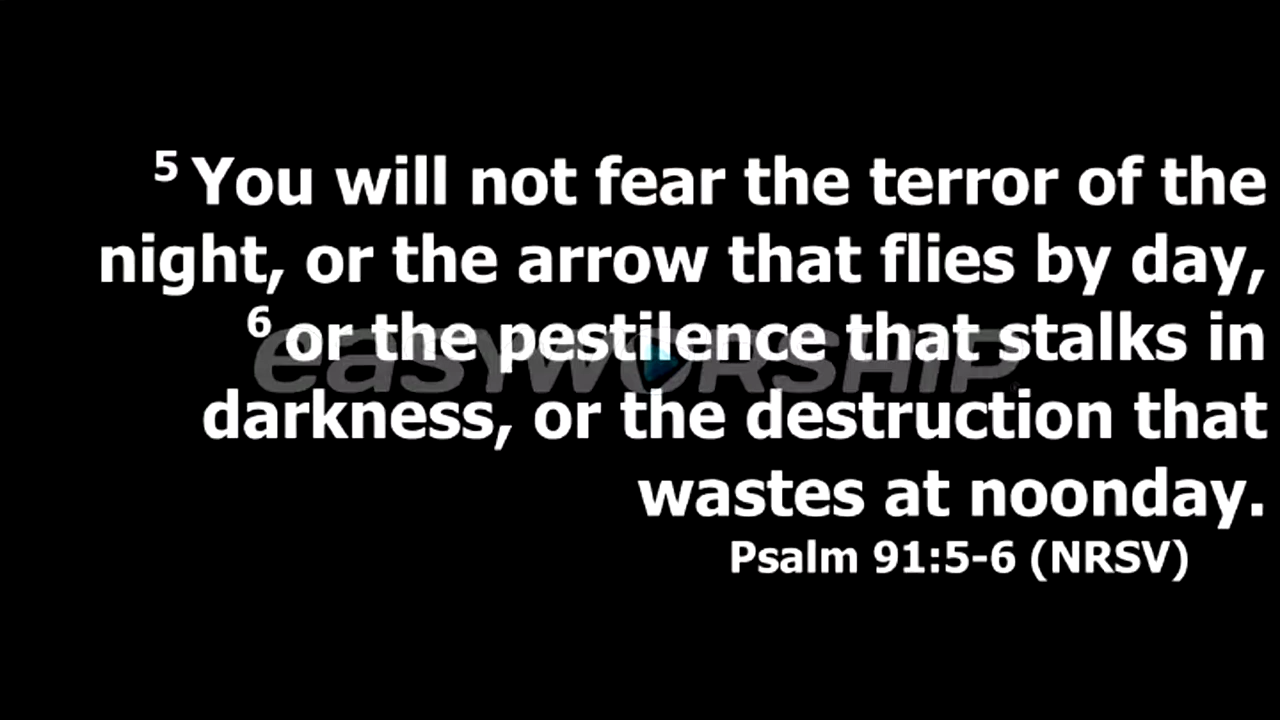 5 You will not fear the terror of the
night, or the arrow that flies by day,
6 or the pestilence that stalks in
darkness, or the destruction that
wastes at noonday.
Psalm 91:5-6 (NRSV)
easyworship